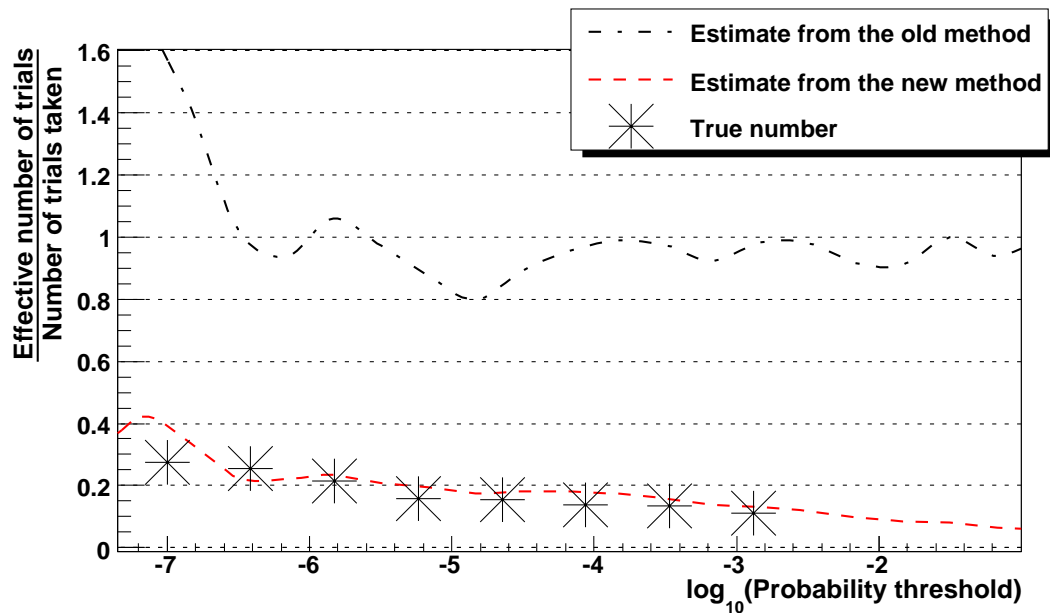 Estimate from the old method
Estimate from the new method
True number
Effective number of trials
Number of trials taken
1.6
1.4
1.2
1
0.8
0.6
0.4
0.2
0
-7
-6
-5
-4
-3
-2
log10(Probability threshold)